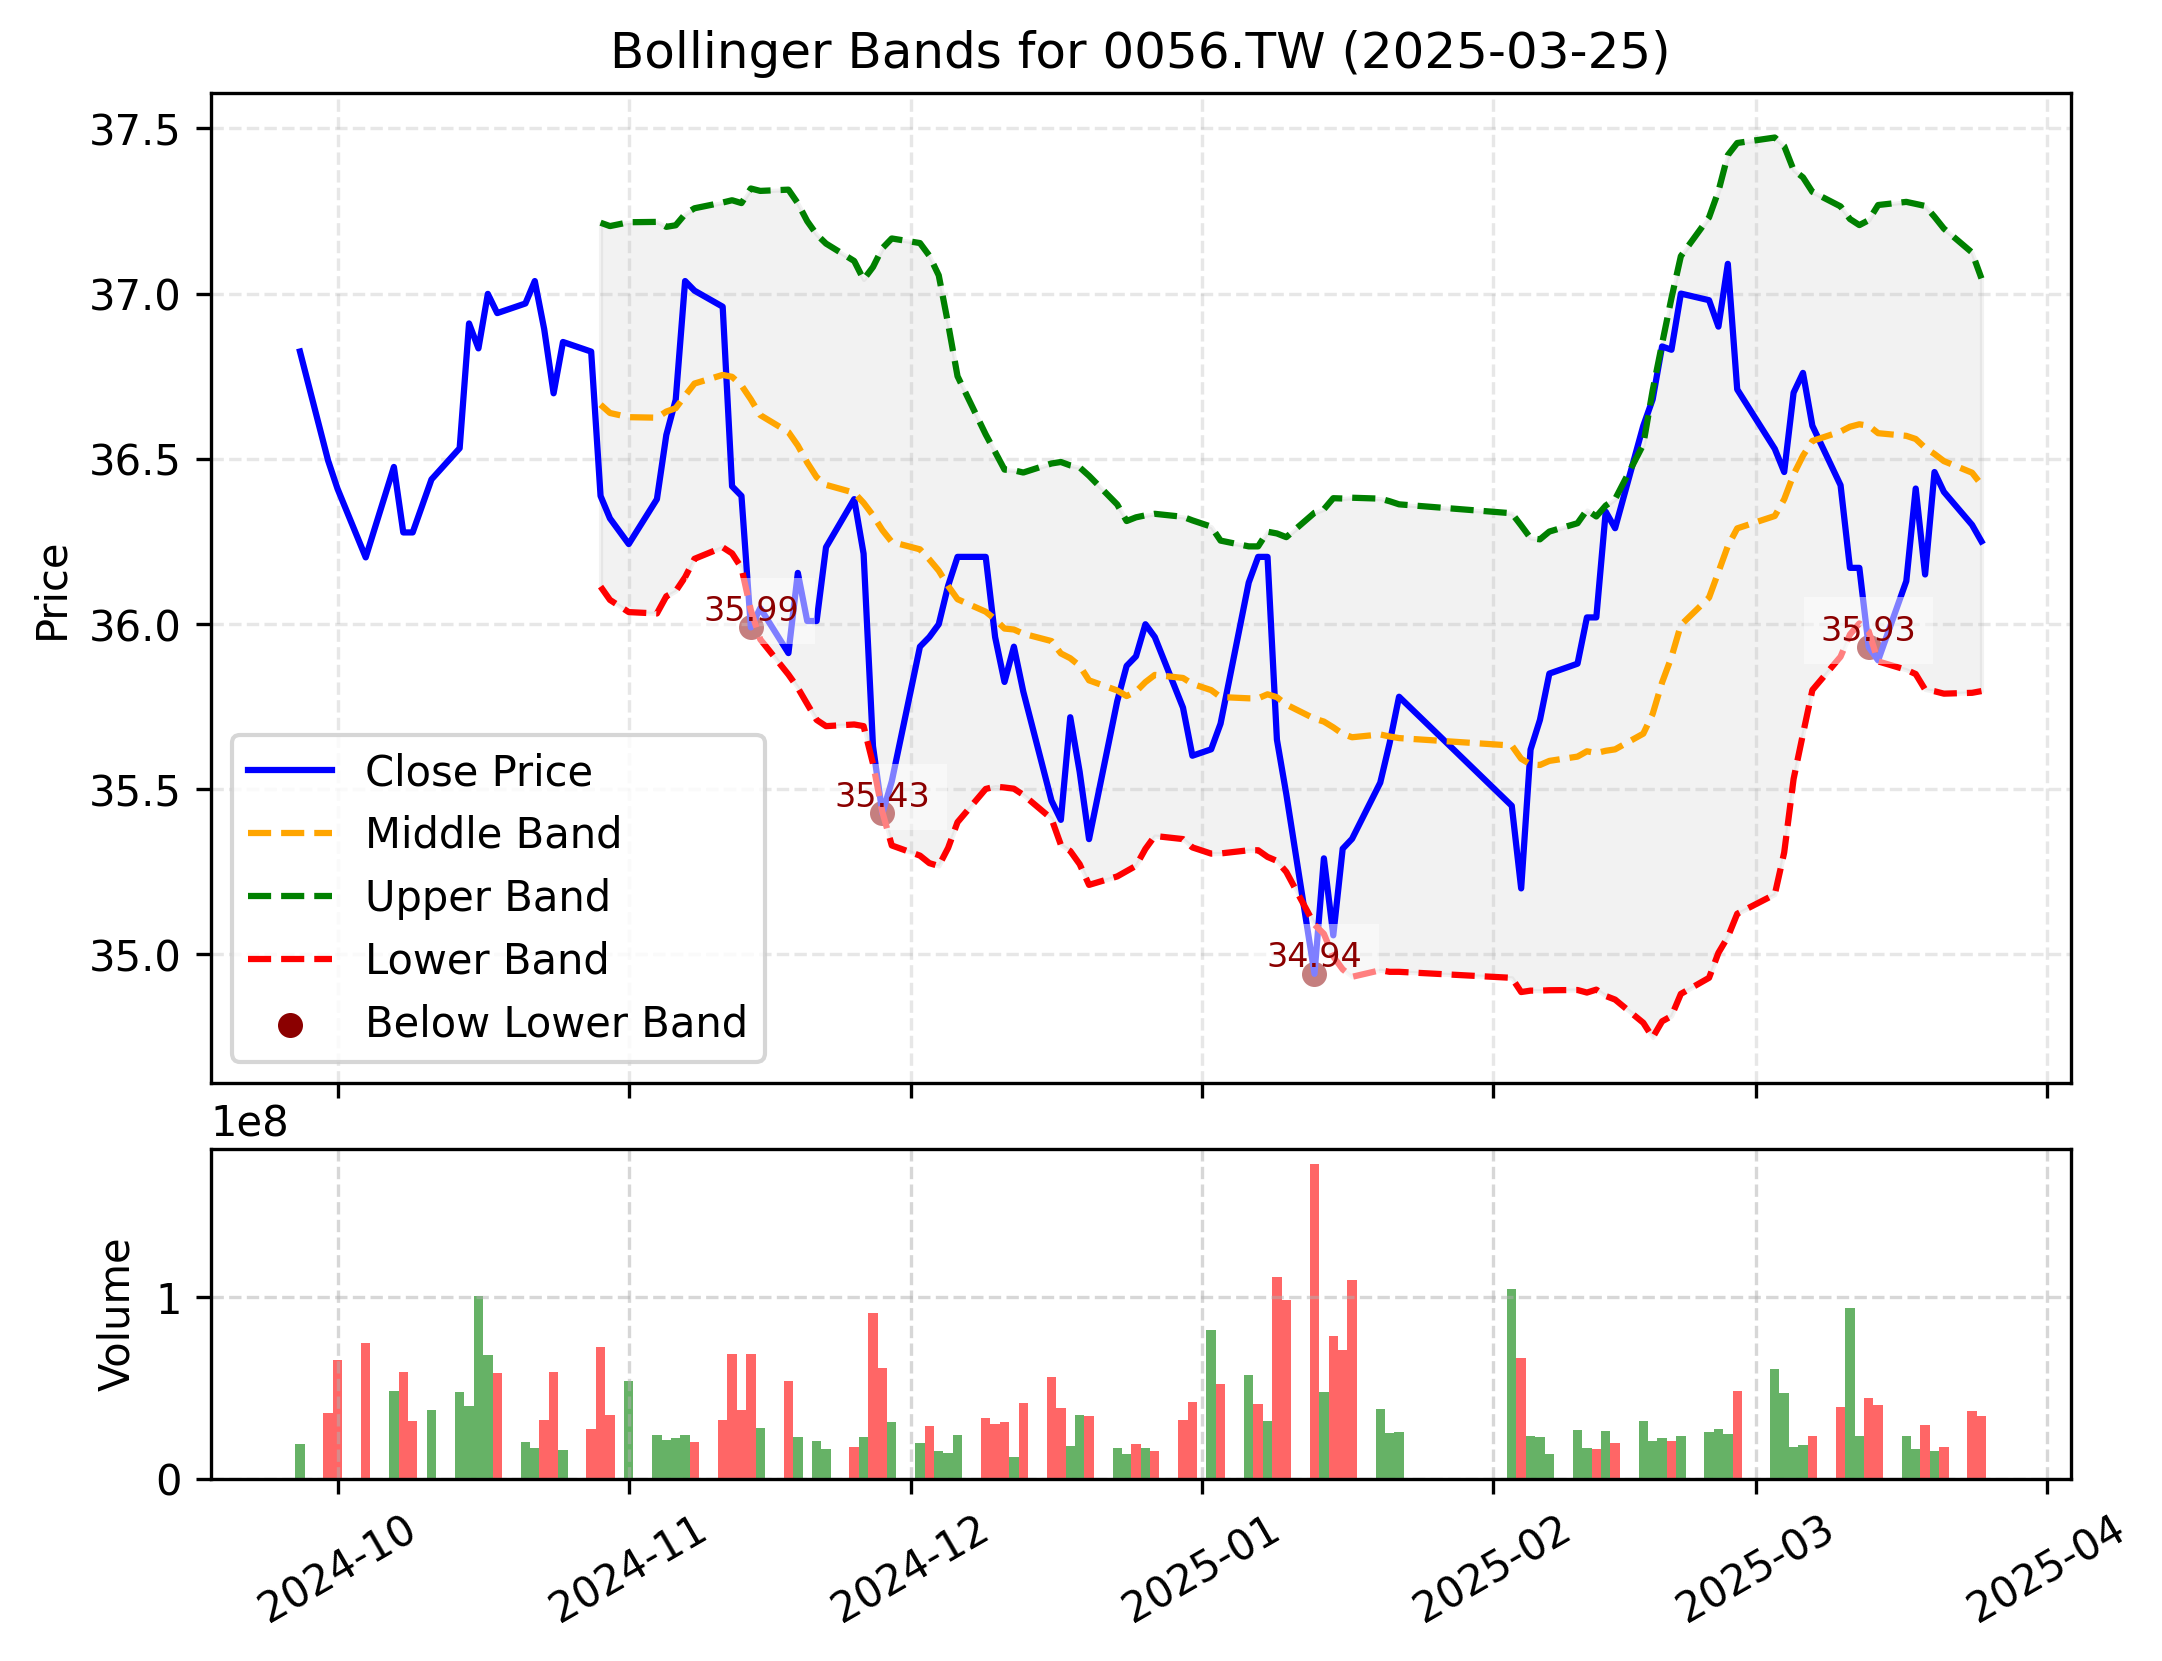 Bollinger Bands for 0056.TW (2025-03-25)
Price
37.5
37.0
36.5
36.0
35.5
35.0
35.99
35.43
34.94
35.93
Close Price
Middle Band
Upper Band
Lower Band
Below Lower Band
1e8
Volume
1
0
2024-10
2024-11
2024-12
2025-01
2025-02
2025-03
2025-04